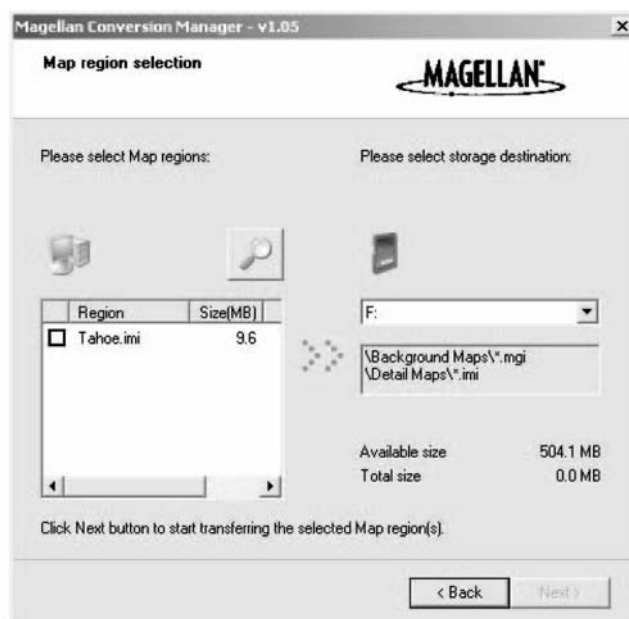 Magellan Conversion Manager - v1.05
Map region selection
MAGELLAN
Please select Map regions:
Please select storage destination:
Region Size(MB)
Tahoe.imi 9.6
F:
\Background Maps\*.mgi
\Detail Maps\*.imi
Available size 504.1 MB
Total size 0.0 MB
Click Next button to start transferring the selected Map region(s).
< Back Next >